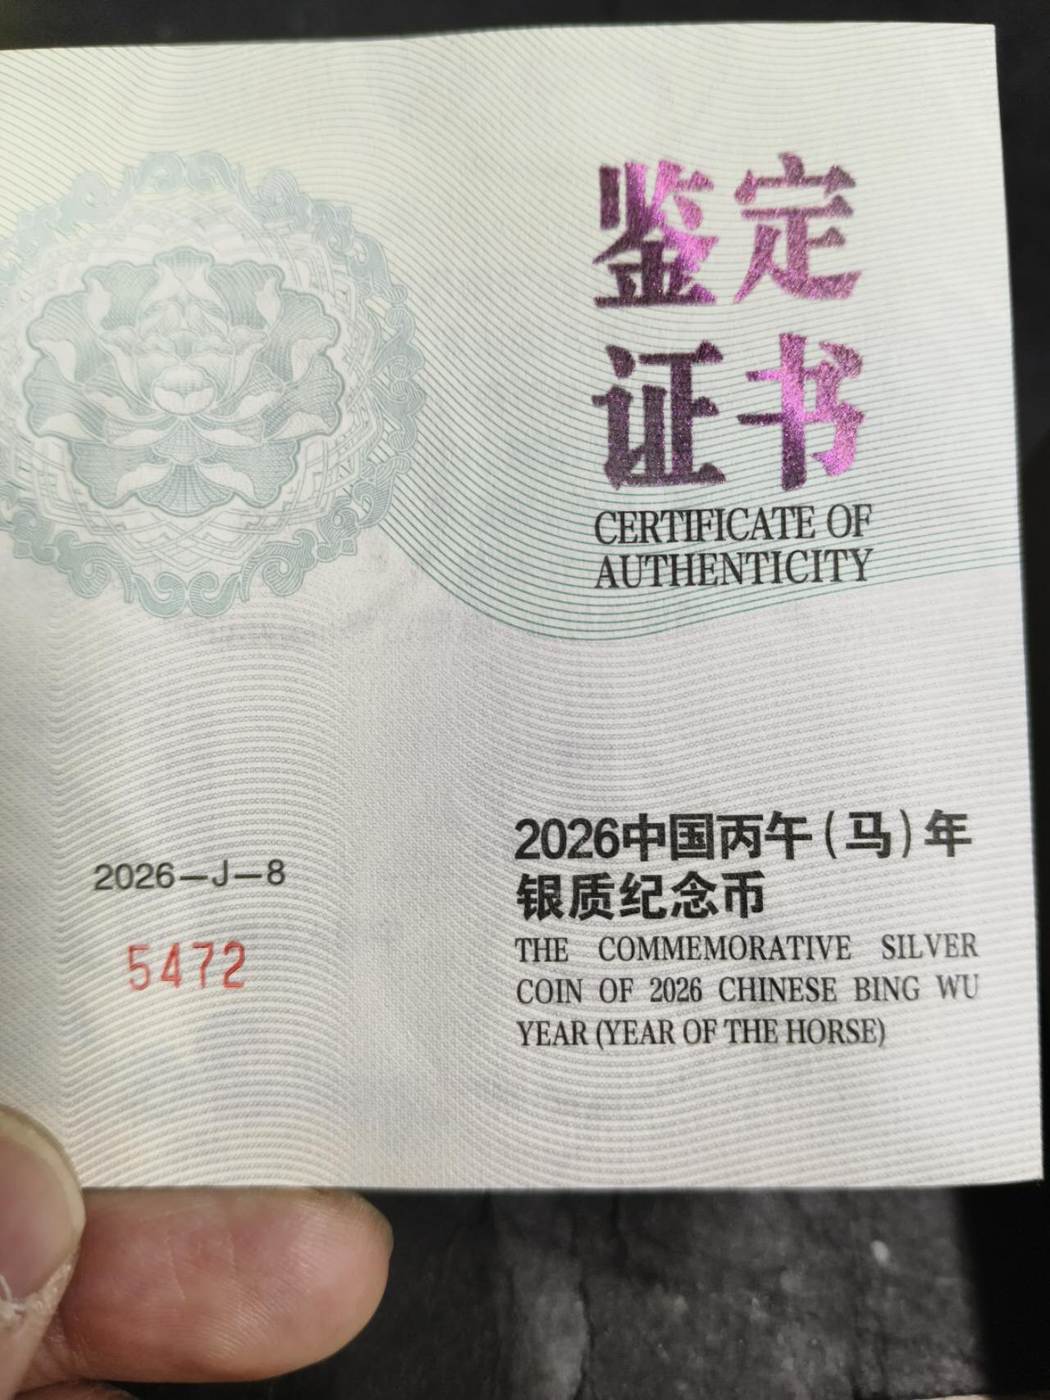 鉴定
证书
CERTIFICATE OF
AUTHENTICITY
2026－J－8
5472
2026中国丙午(马)年
银质纪念币
THE COMMEMORATIVE SILVER
COIN OF 2026 CHINESE BING WU
YEAR (YEAR OF THE HORSE)